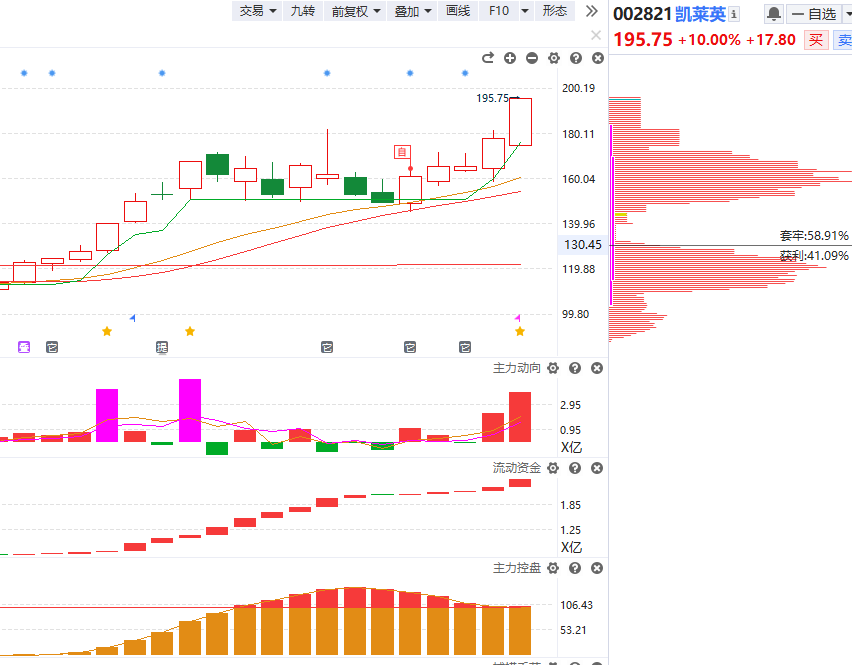 交易 九转 前复权 叠加 画线 F10 形态
002821 凯莱英 自选
195.75 +10.00% +17.80 买 卖
200.19
195.75
180.11
自
160.04
139.96
套牢:58.91%
130.45
获利:41.09%
119.88
99.80
主力动向
2.95
0.95
X亿
流动资金
1.85
1.25
X亿
主力控盘
106.43
53.21